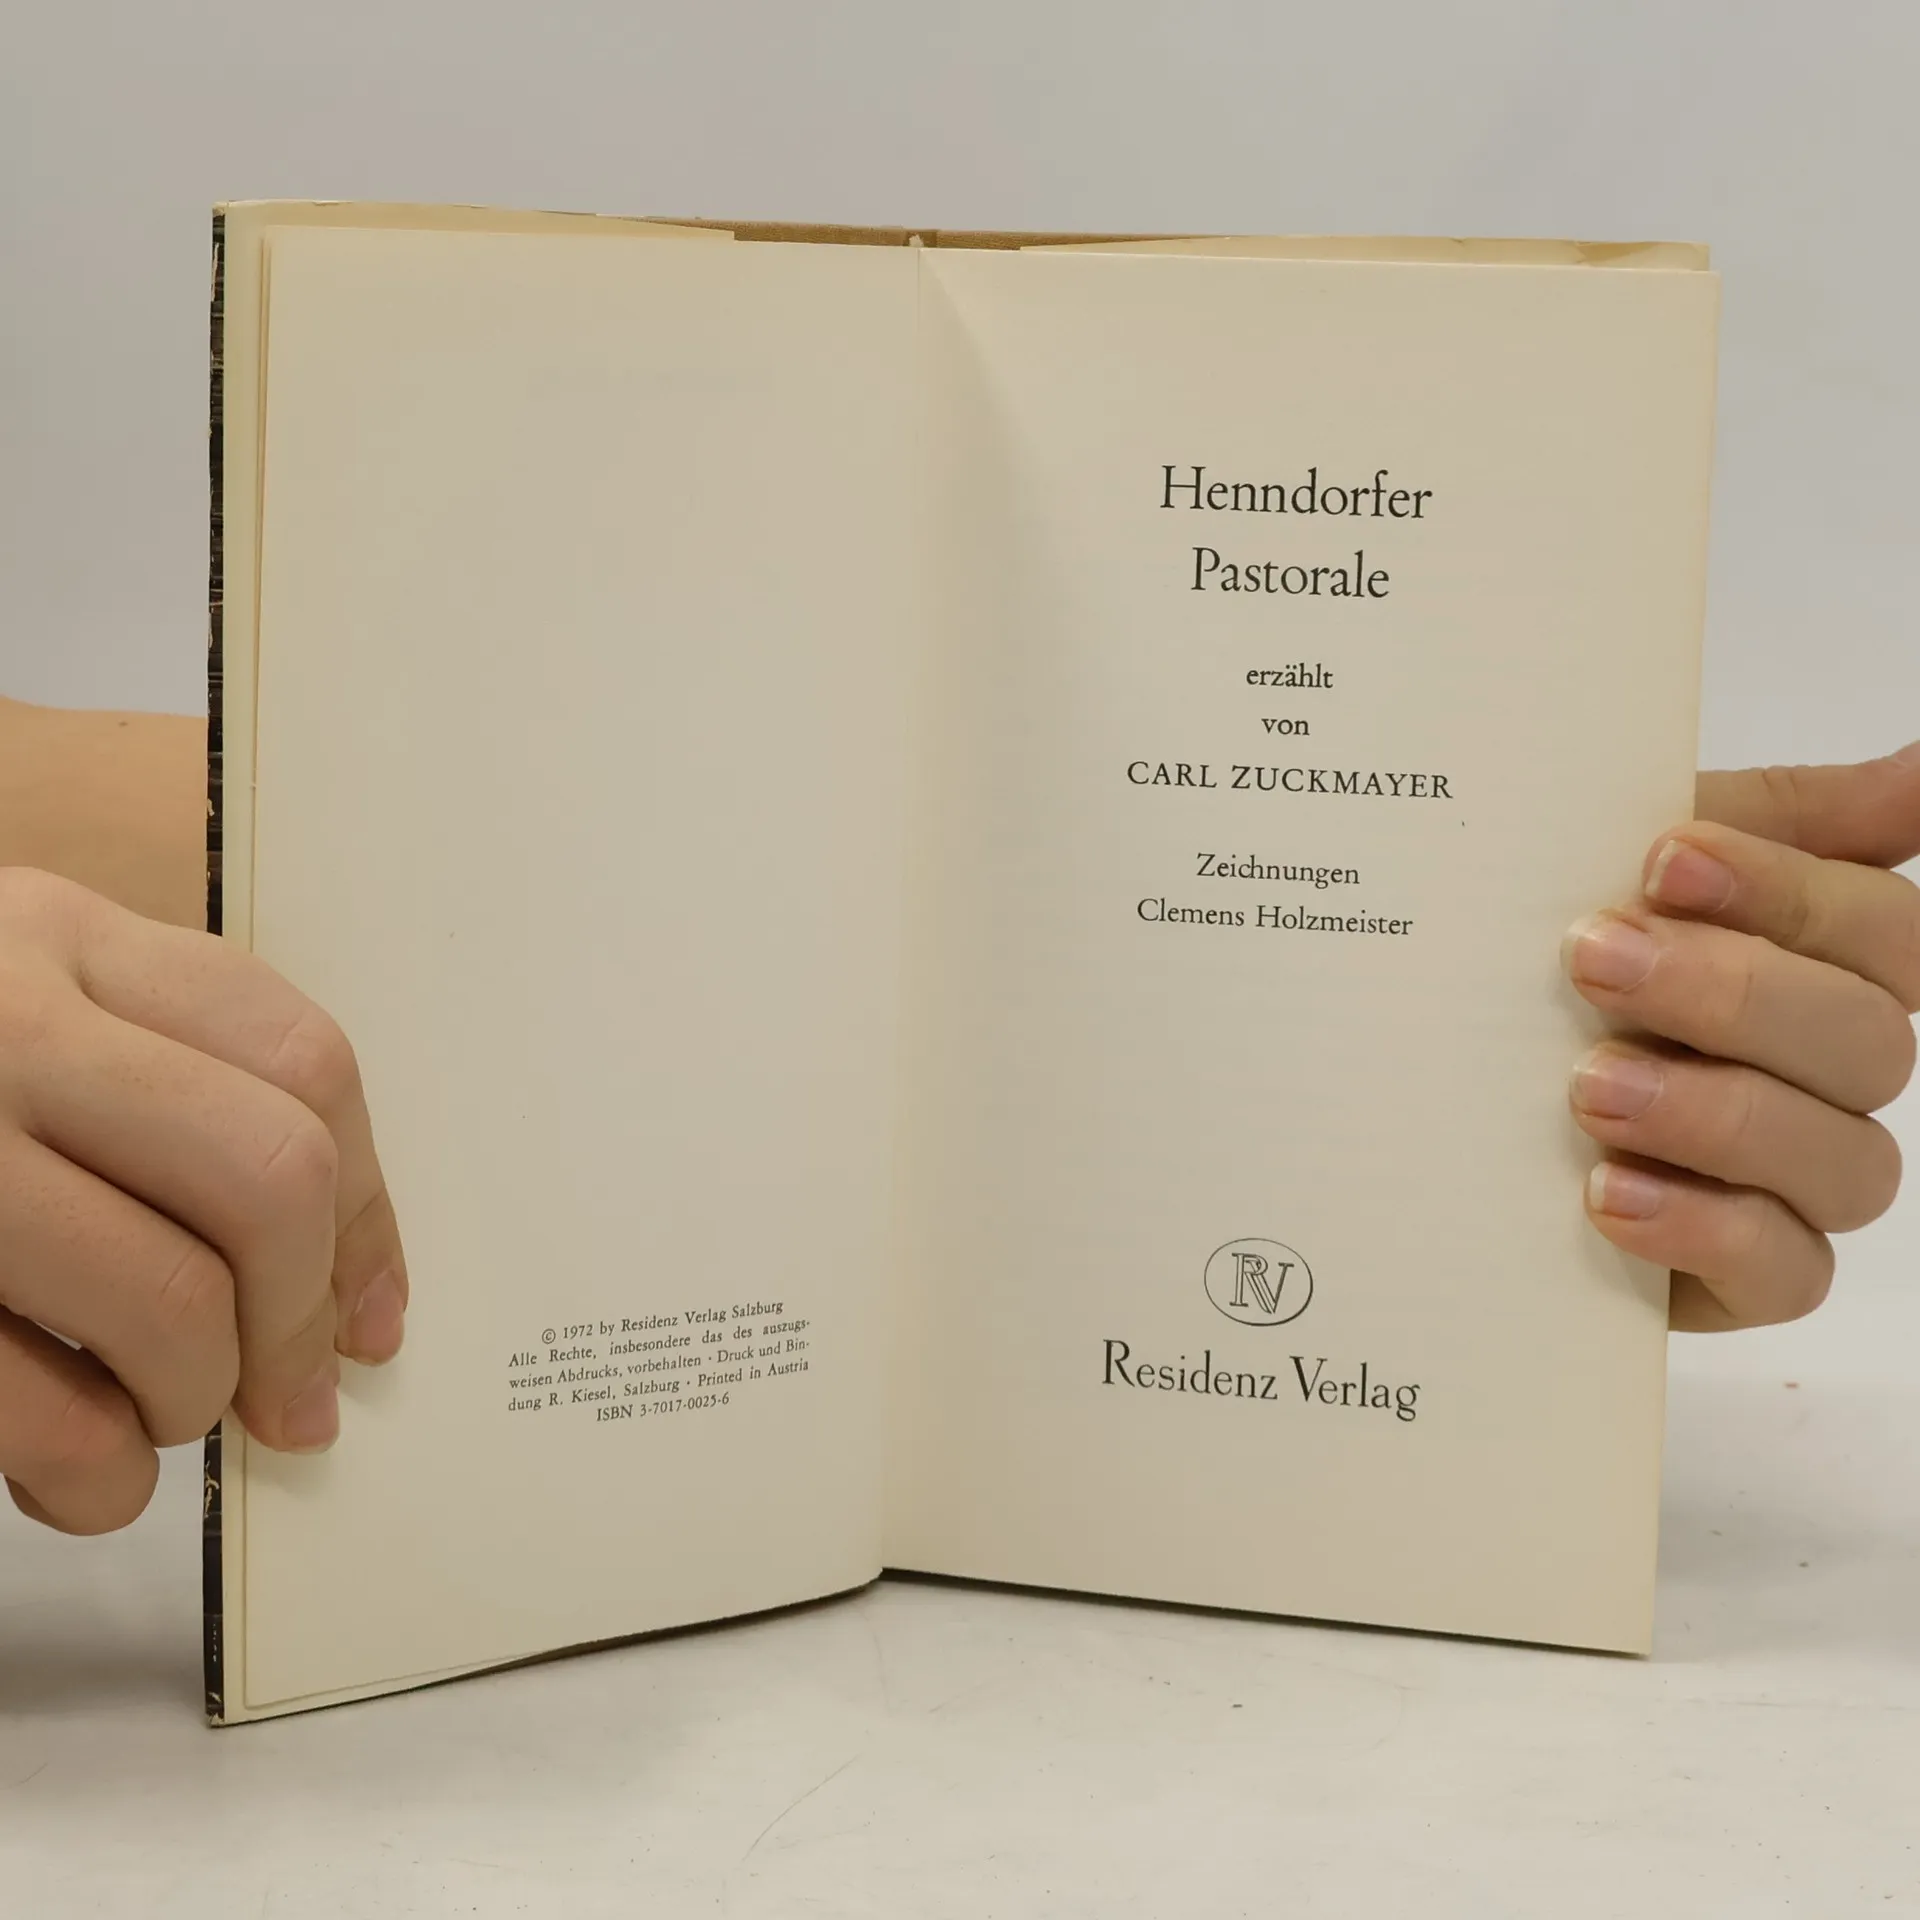 © 1972 by Residenz Verlag Salzburg
Alle Rechte, insbesondere das des auszugs-
weisen Abdrucks, vorbehalten · Druck und Bin-
dung R. Kiesel, Salzburg · Printed in Austria
ISBN 3-7017-0025-6
Henndorfer
Pastorale
erzählt
von
CARL ZUCKMAYER
Zeichnungen
Clemens Holzmeister
RV
Residenz Verlag